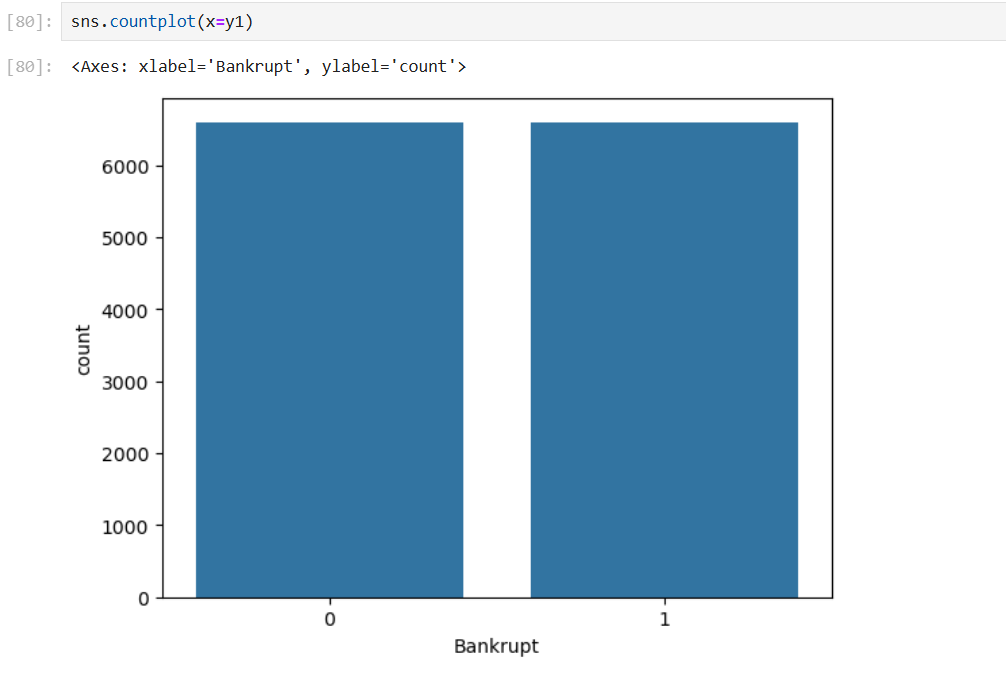 [80]: sns.countplot(x=y1)
[80]: <Axes: xlabel='Bankrupt', ylabel='count'>
6000
5000
4000
3000
2000
1000
0
count
0 1
Bankrupt